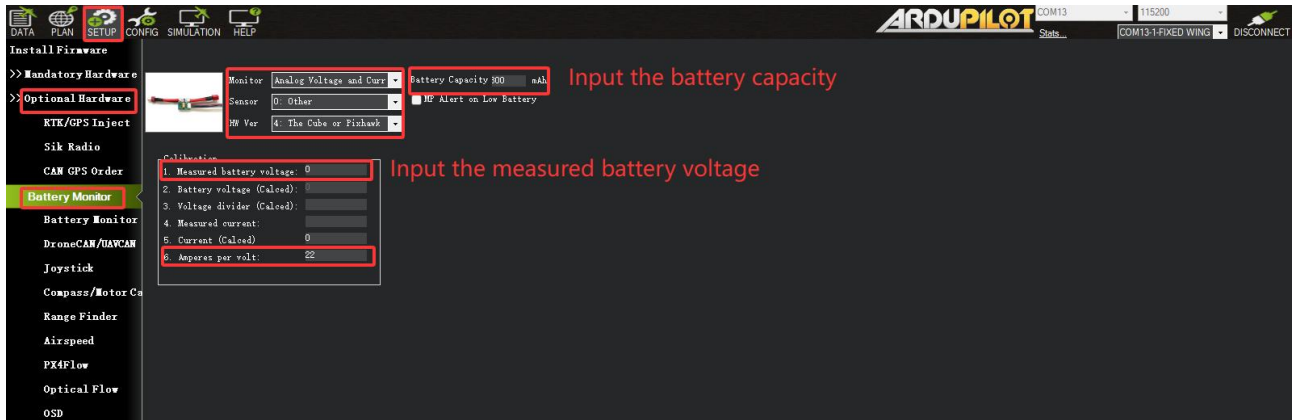 DATA PLAN SETUP CONFIG SIMULATION HELP
ARDUPILOT
COM13 115200
Stats... COM13-1-FIXED WING DISCONNECT
Install Firmware
>> Mandatory Hardware
>> Optional Hardware
RTK/GPS Inject
Sik Radio
CAN GPS Order
Battery Monitor
Battery Monitor
DroneCAN/UAVCAN
Joystick
Compass/Motor Ca
Range Finder
Airspeed
PX4Flow
Optical Flow
OSD
Monitor Analog Voltage and Curr
Battery Capacity 300 mAh
Input the battery capacity
Sensor 0: Other
MP Alert on Low Battery
HW Ver 4: The Cube or Pixhawk
Calibration
1. Measured battery voltage: 0
Input the measured battery voltage
2. Battery voltage (Calced): 0
3. Voltage divider (Calced):
4. Measured current:
5. Current (Calced) 0
6. Amperes per volt: 22